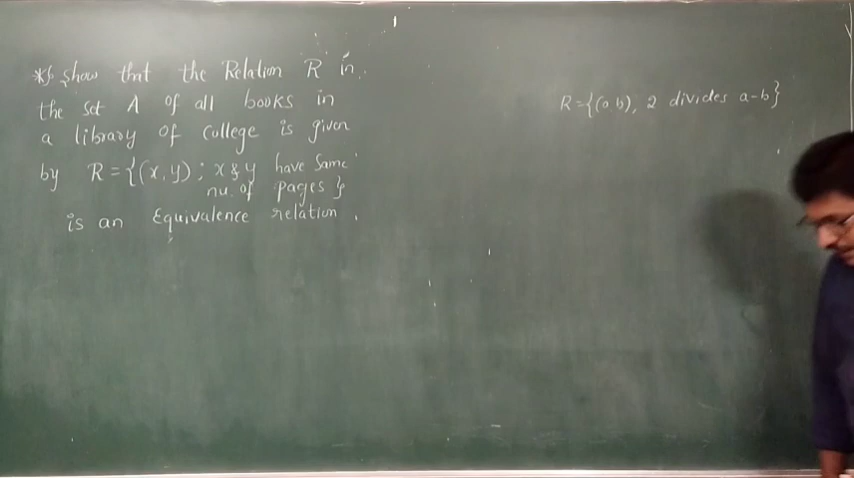 * Show that the Relation R in
the set A of all books in
a library of College is given
by R={(x,y); x & y have Same
nu. of pages}
is an Equivalence relation.
R={(a,b), 2 divides a-b}